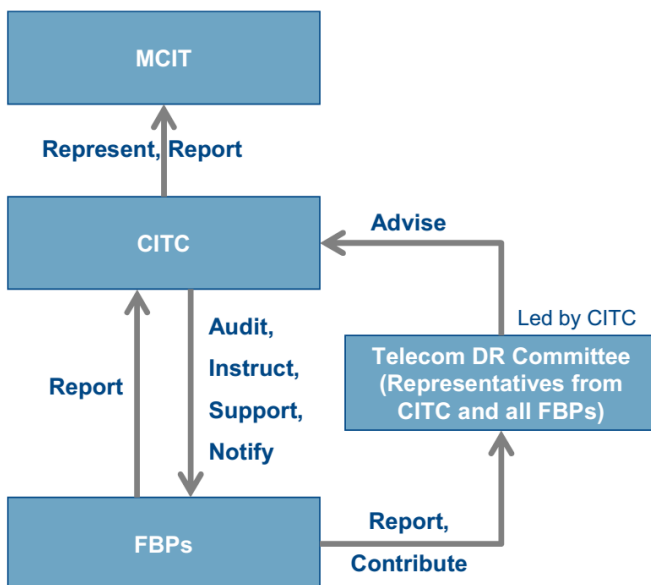 MCIT
Represent, Report
CITC
Advise
Led by CITC
Telecom DR Committee
(Representatives from
CITC and all FBPs)
Report
Audit,
Instruct,
Support,
Notify
FBPs
Report,
Contribute